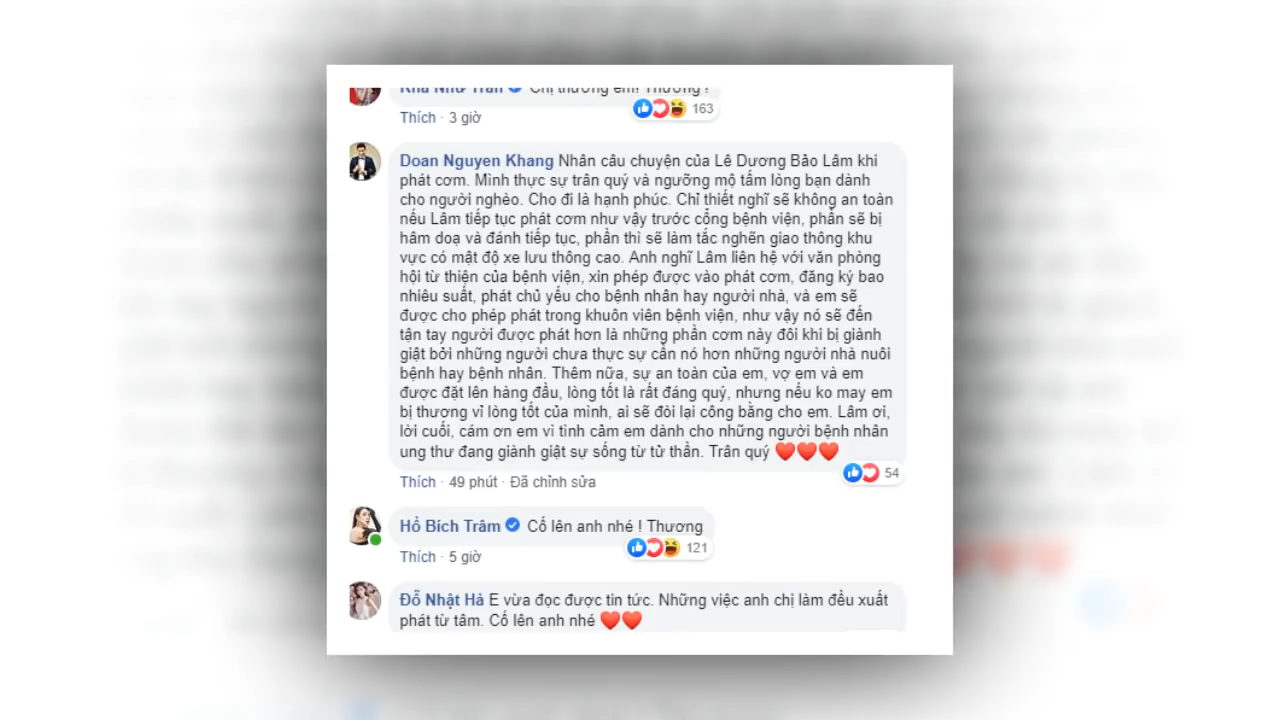 Khả Như Trần Chị thương em! Thương !
163
Thích · 3 giờ
Doan Nguyen Khang Nhân câu chuyện của Lê Dương Bảo Lâm khi
phát cơm. Mình thực sự trân quý và ngưỡng mộ tấm lòng bạn dành
cho người nghèo. Cho đi là hạnh phúc. Chỉ thiết nghĩ sẽ không an toàn
nếu Lâm tiếp tục phát cơm như vậy trước cổng bệnh viện, phần sẽ bị
hâm doạ và đánh tiếp tục, phần thì sẽ làm tắc nghẽn giao thông khu
vực có mật độ xe lưu thông cao. Anh nghĩ Lâm liên hệ với văn phòng
hội từ thiện của bệnh viện, xin phép được vào phát cơm, đăng ký bao
nhiêu suất, phát chủ yếu cho bệnh nhân hay người nhà, và em sẽ
được cho phép phát trong khuôn viên bệnh viện, như vậy nó sẽ đến
tận tay người được phát hơn là những phần cơm này đôi khi bị giành
giật bởi những người chưa thực sự cần nó hơn những người nhà nuôi
bệnh hay bệnh nhân. Thêm nữa, sự an toàn của em, vợ em và em
được đặt lên hàng đầu, lòng tốt là rất đáng quý, nhưng nếu ko may em
bị thương vì lòng tốt của mình, ai sẽ đòi lại công bằng cho em. Lâm ơi,
lời cuối, cám ơn em vì tình cảm em dành cho những người bệnh nhân
ung thư đang giành giật sự sống từ tử thần. Trân quý ❤️❤️❤️
54
Thích · 49 phút · Đã chỉnh sửa
Hồ Bích Trâm Cố lên anh nhé ! Thương
121
Thích · 5 giờ
Đỗ Nhật Hà E vừa đọc được tin tức. Những việc anh chị làm đều xuất
phát từ tâm. Cố lên anh nhé ❤️❤️